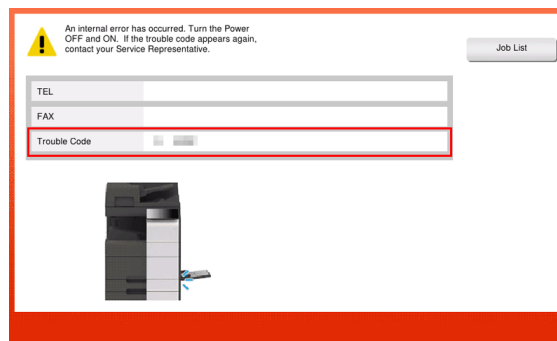 An internal error has occurred. Turn the Power
OFF and ON. If the trouble code appears again,
contact your Service Representative.
Job List
TEL
FAX
Trouble Code